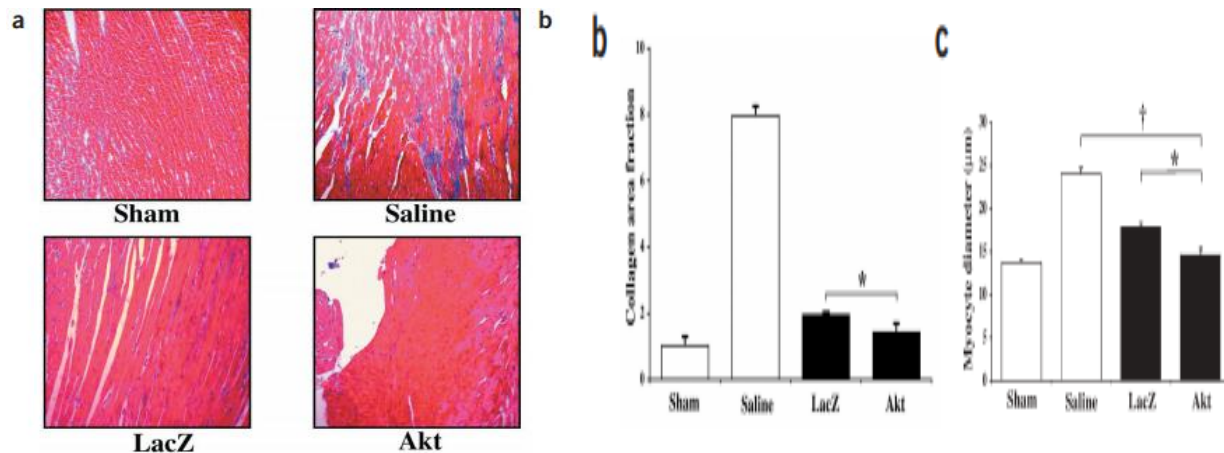 a
Sham
Saline
LacZ
Akt
b
b
Collagen area fraction
10
8
6
4
2
0
Sham Saline LacZ Akt
*
c
Myocyte diameter (µm)
30
25
20
15
10
5
0
Sham Saline LacZ Akt
†
*